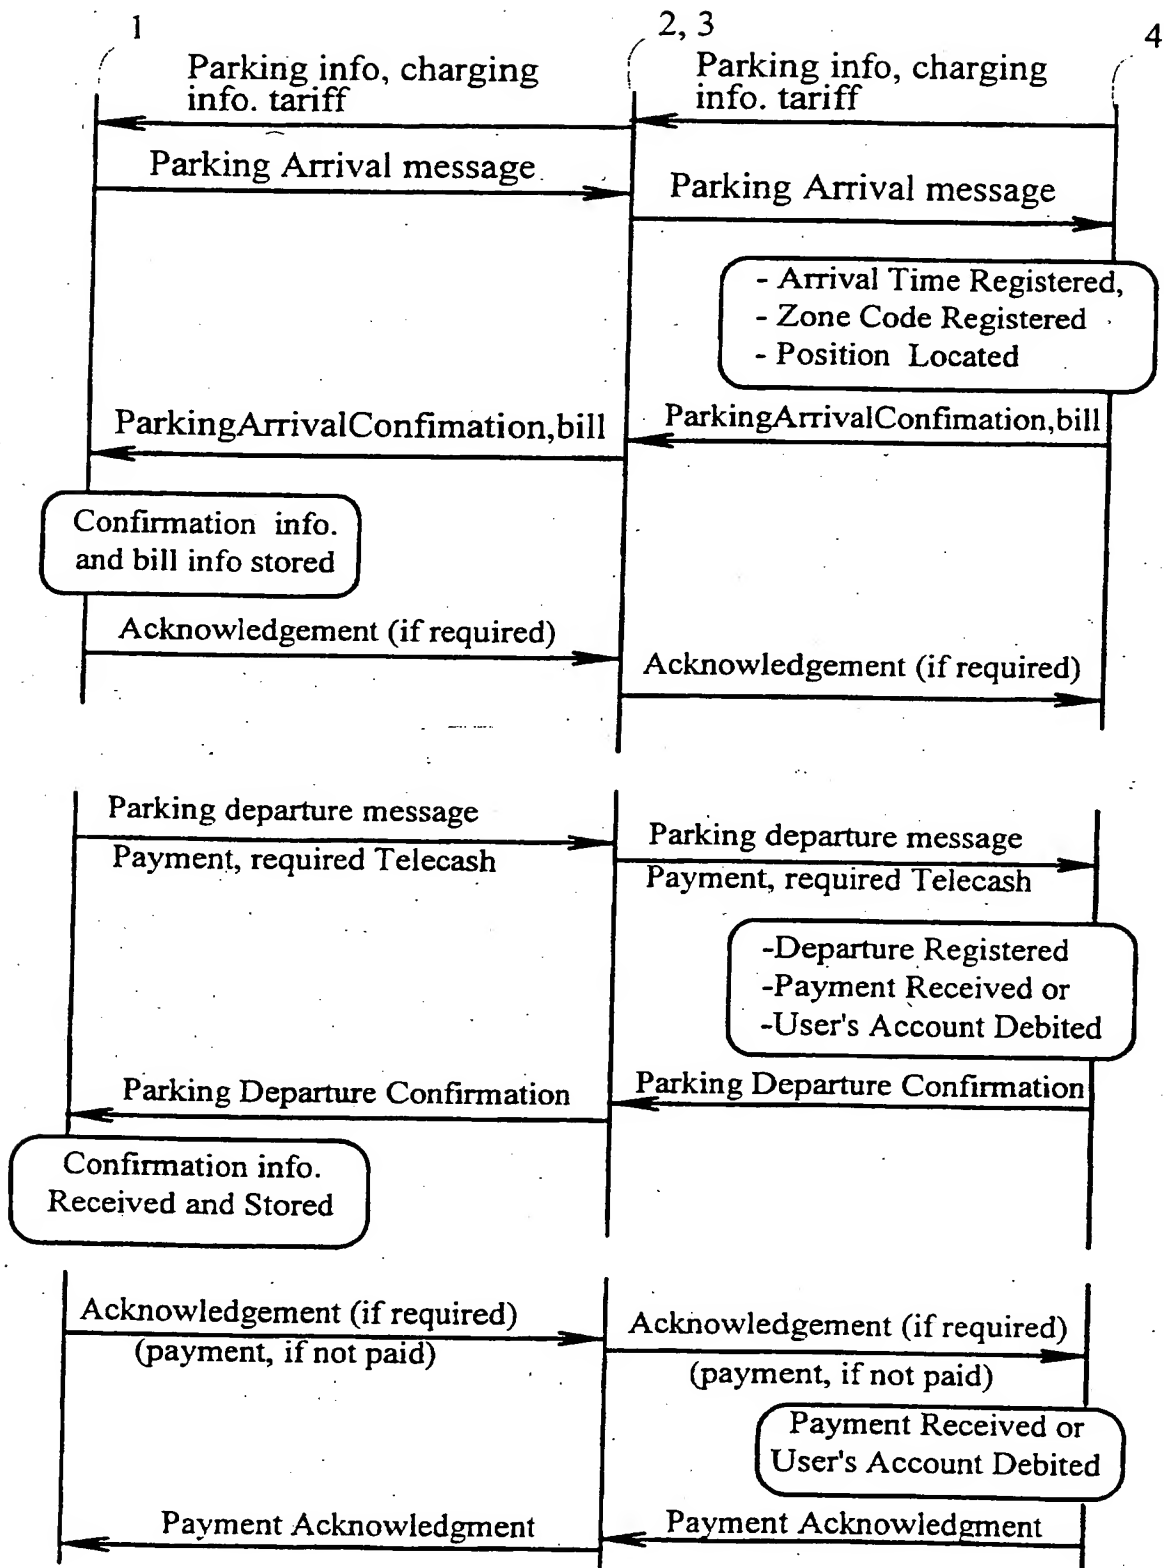 1
2, 3
4
Parking info, charging
info. tariff
Parking info, charging
info. tariff
Parking Arrival message
Parking Arrival message
- Arrival Time Registered,
- Zone Code Registered
- Position Located
ParkingArrivalConfimation,bill
ParkingArrivalConfimation,bill
Confirmation info.
and bill info stored
Acknowledgement (if required)
Acknowledgement (if required)
Parking departure message
Payment, required Telecash
Parking departure message
Payment, required Telecash
-Departure Registered
-Payment Received or
-User's Account Debited
Parking Departure Confirmation
Parking Departure Confirmation
Confirmation info.
Received and Stored
Acknowledgement (if required)
(payment, if not paid)
Acknowledgement (if required)
(payment, if not paid)
Payment Received or
User's Account Debited
Payment Acknowledgment
Payment Acknowledgment